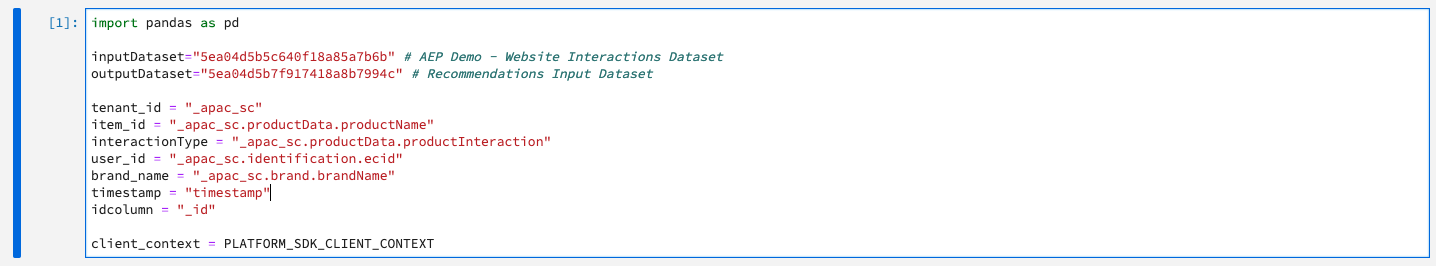 [1]: import pandas as pd
inputDataset="5ea04d5b5c640f18a85a7b6b" # AEP Demo - Website Interactions Dataset
outputDataset="5ea04d5b7f917418a8b7994c" # Recommendations Input Dataset
tenant_id = "_apac_sc"
item_id = "_apac_sc.productData.productName"
interactionType = "_apac_sc.productData.productInteraction"
user_id = "_apac_sc.identification.ecid"
brand_name = "_apac_sc.brand.brandName"
timestamp = "timestamp"
idcolumn = "_id"
client_context = PLATFORM_SDK_CLIENT_CONTEXT